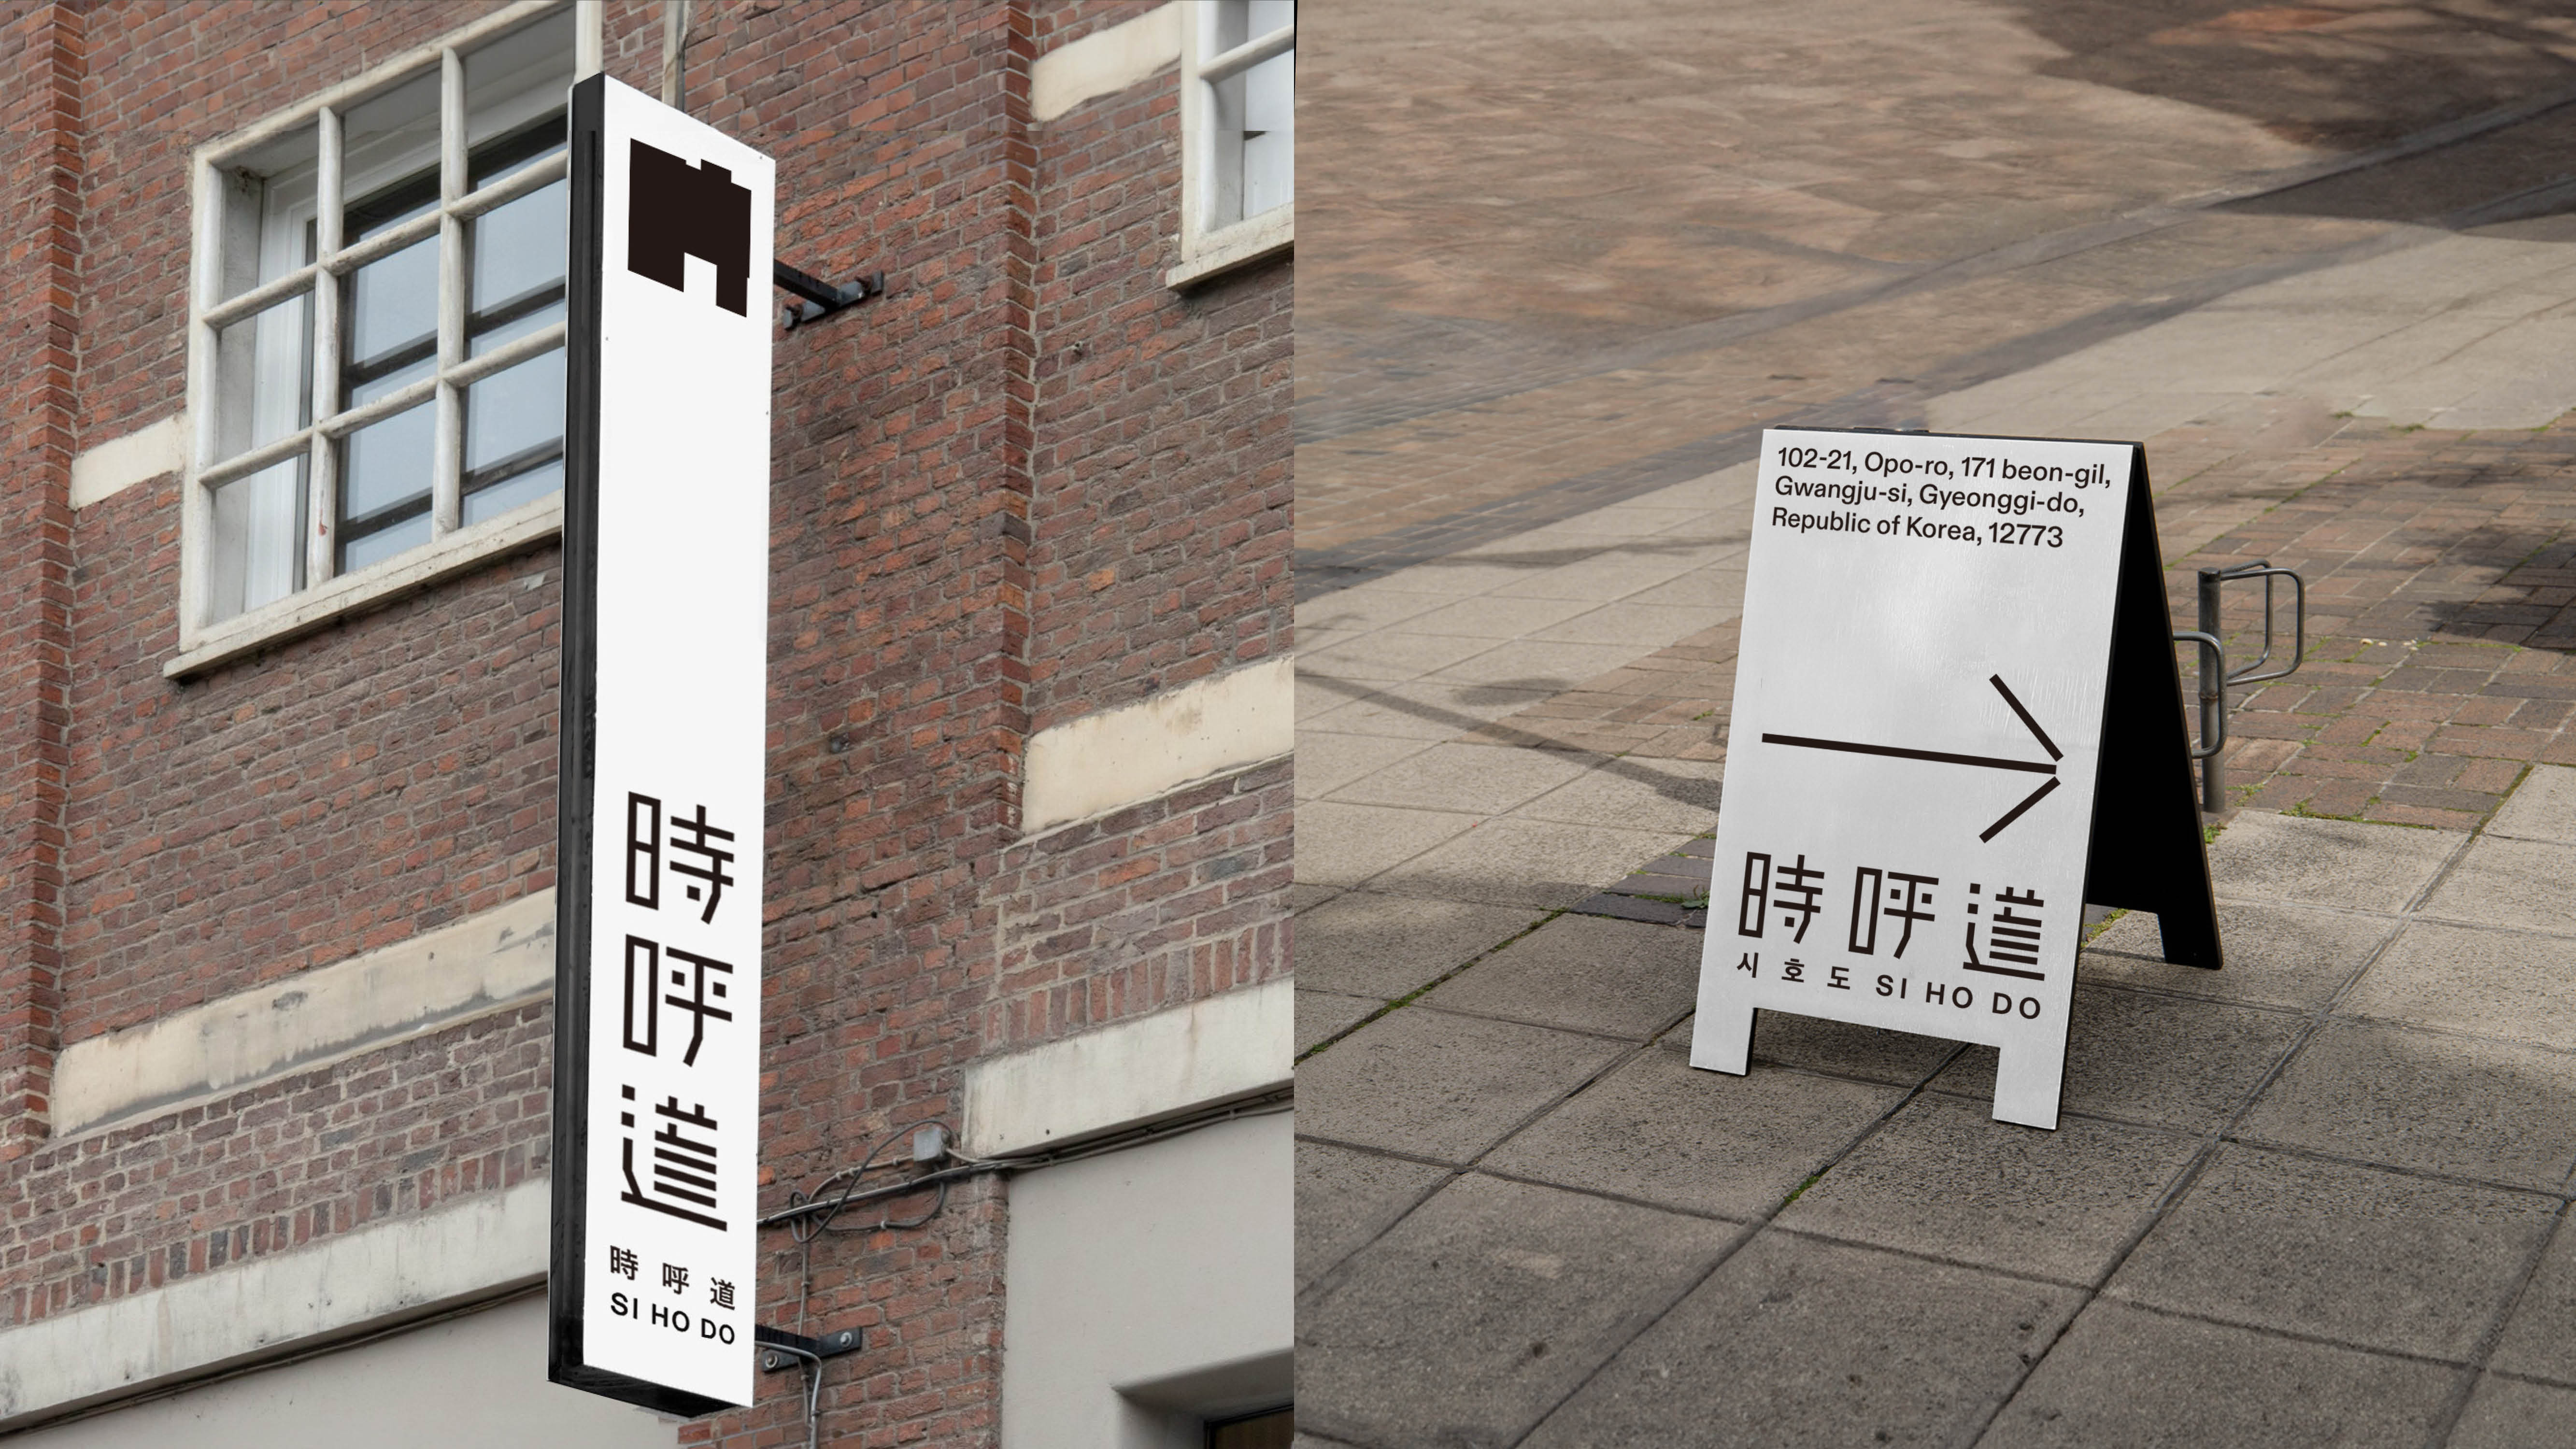 時
呼
道
時 呼 道
SI HO DO
102-21, Opo-ro, 171 beon-gil,
Gwangju-si, Gyeonggi-do,
Republic of Korea, 12773
時 呼 道
시 호 도 SI HO DO